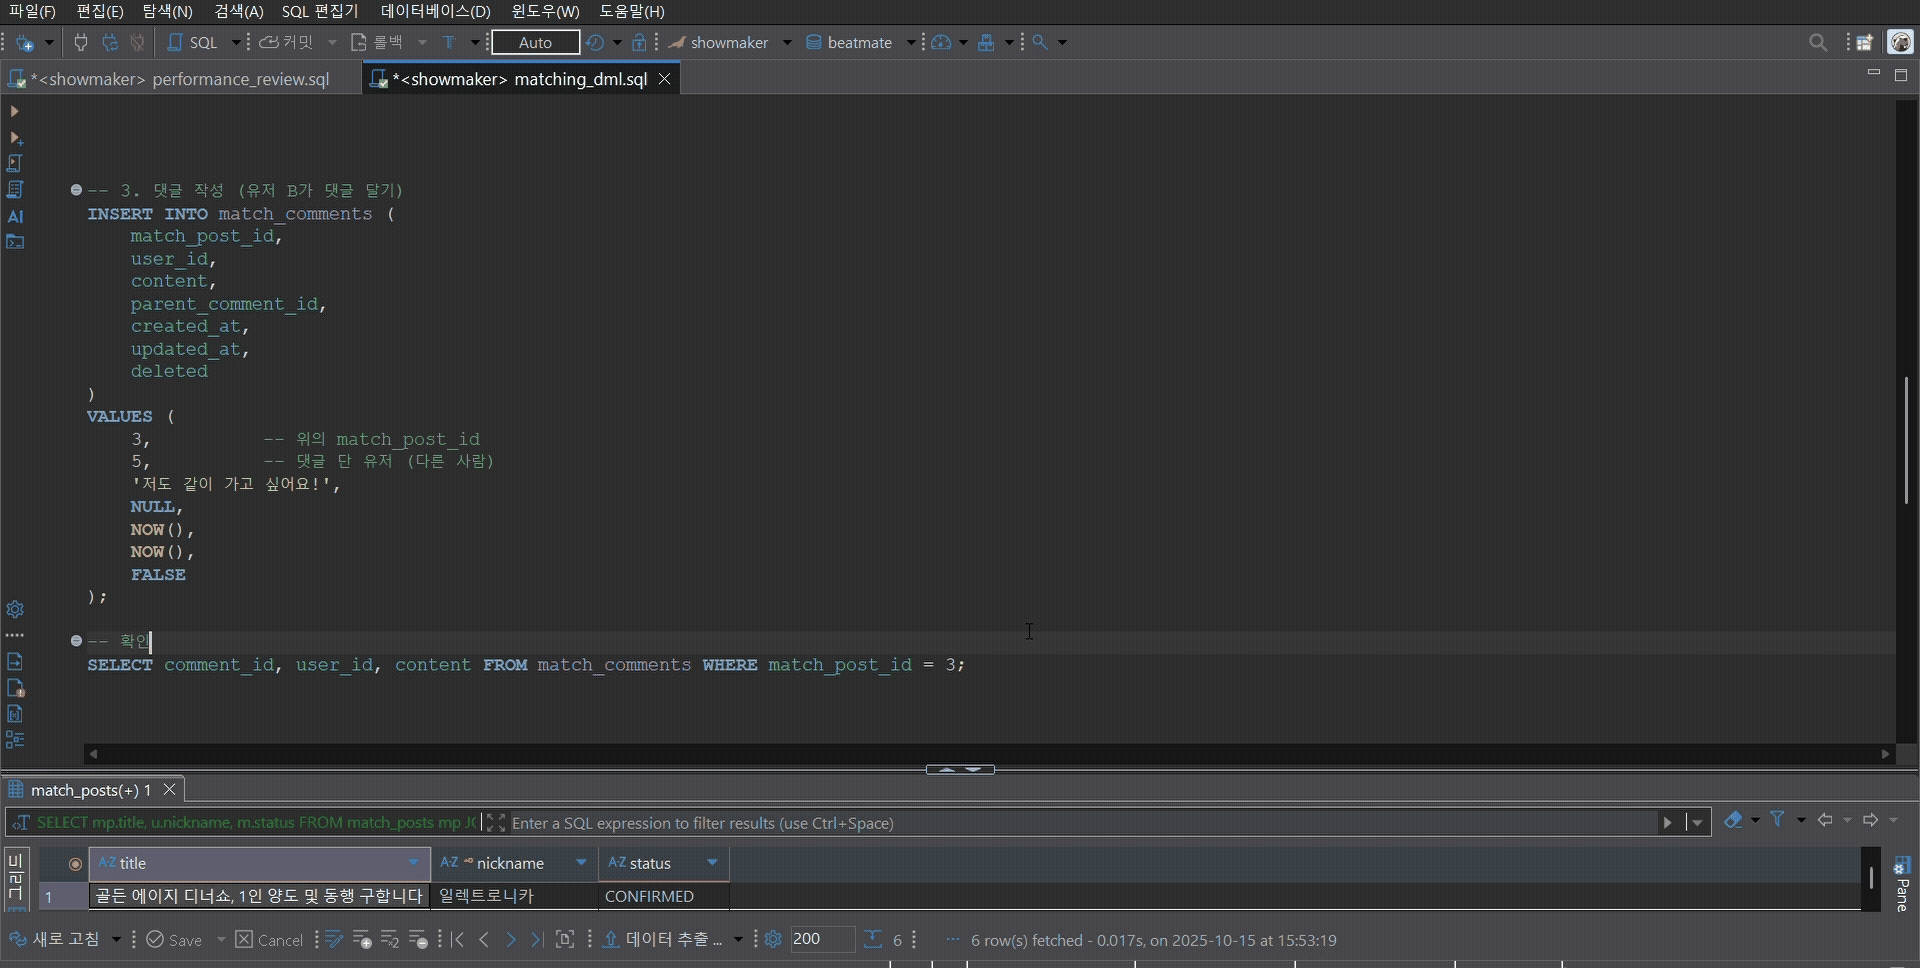 파일(F) 편집(E) 탐색(N) 검색(A) SQL 편집기 데이터베이스(D) 윈도우(W) 도움말(H)
SQL 커밋 롤백 T Auto showmaker beatmate
*<showmaker> performance_review.sql *<showmaker> matching_dml.sql
-- 3. 댓글 작성 (유저 B가 댓글 달기)
INSERT INTO match_comments (
match_post_id,
user_id,
content,
parent_comment_id,
created_at,
updated_at,
deleted
)
VALUES (
3, -- 위의 match_post_id
5, -- 댓글 단 유저 (다른 사람)
'저도 같이 가고 싶어요!',
NULL,
NOW(),
NOW(),
FALSE
);
-- 확인
SELECT comment_id, user_id, content FROM match_comments WHERE match_post_id = 3;
AI
match_posts(+) 1
SELECT mp.title, u.nickname, m.status FROM match_posts mp Enter a SQL expression to filter results (use Ctrl+Space)
비 그
A-Z title A-Z nickname A-Z status
1 골든 에이지 디너쇼, 1인 양도 및 동행 구합니다 일렉트로니카 CONFIRMED
Pane
새로 고침 Save Cancel 데이터 추출 ... 200 6 ... 6 row(s) fetched - 0.017s, on 2025-10-15 at 15:53:19